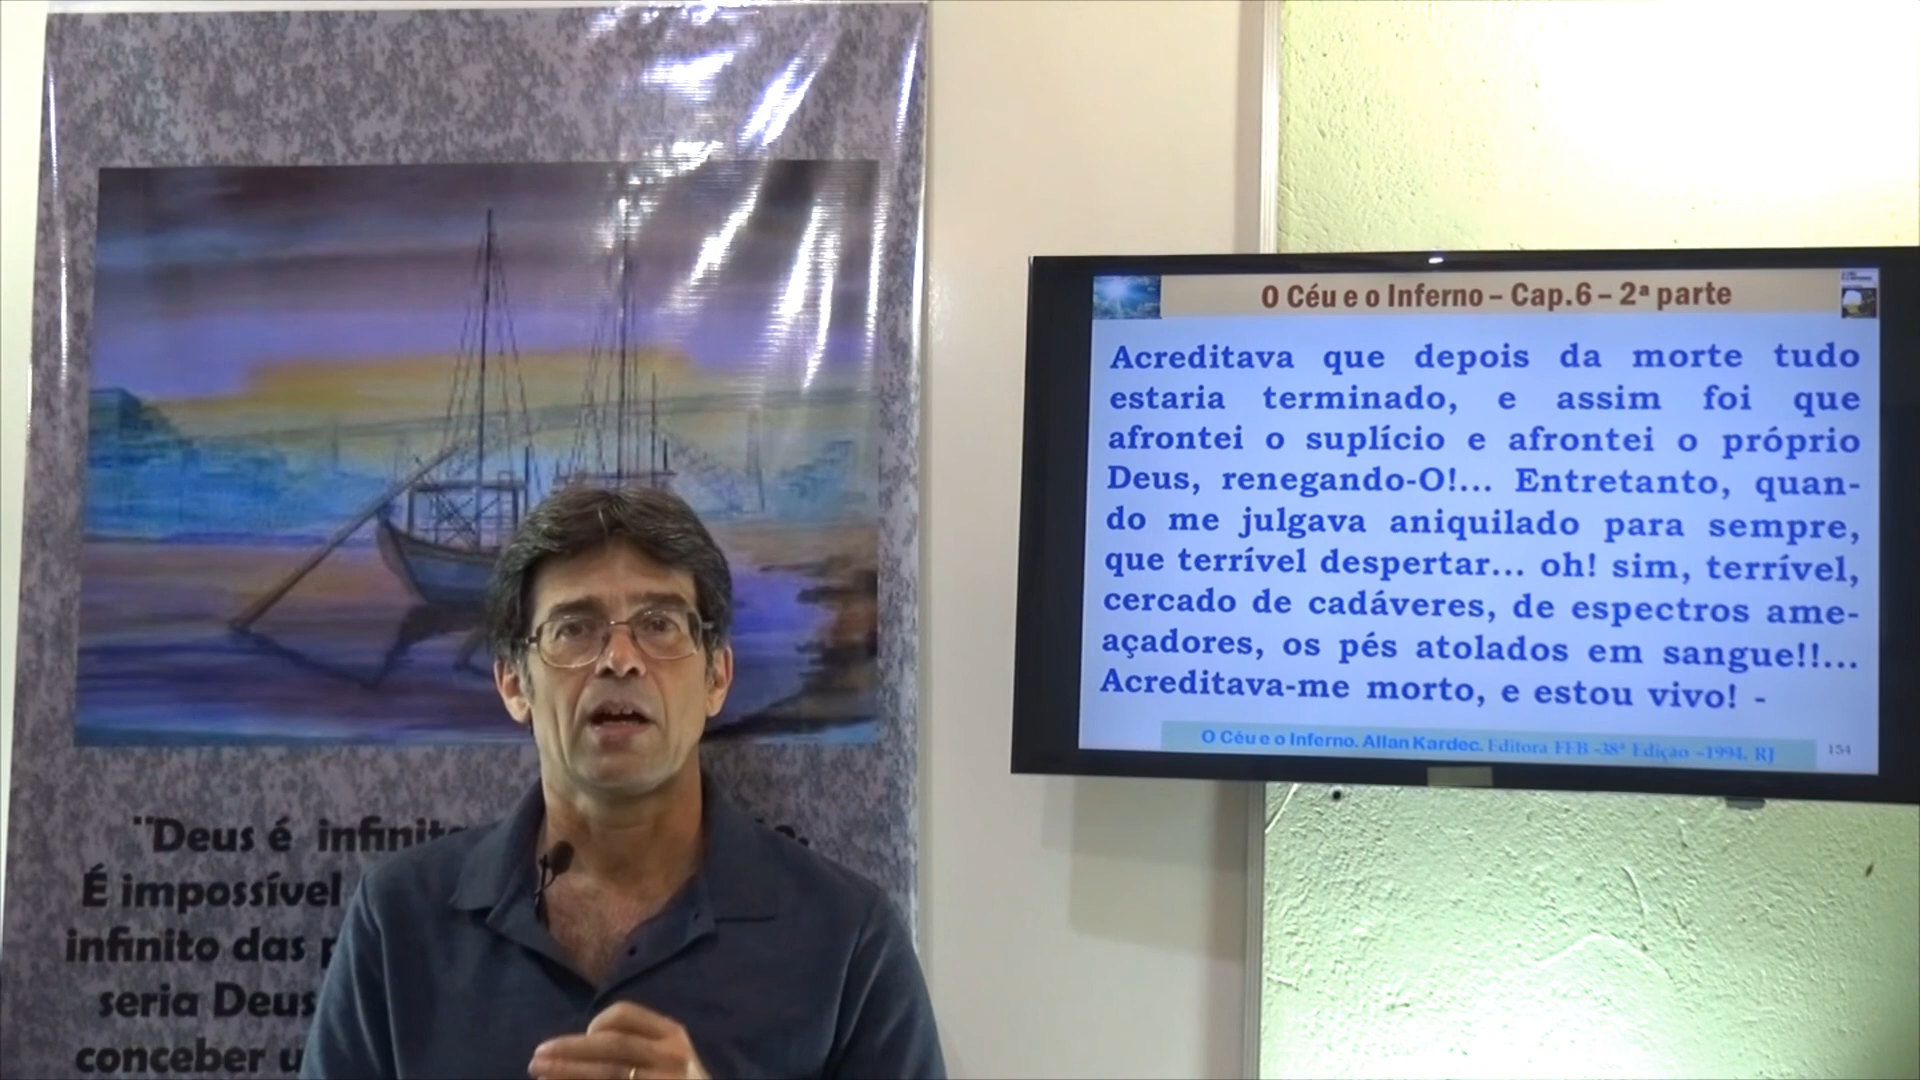 ¨Deus é infinit
É impossível
infinito das
seria Deus
conceber u
O Céu e o Inferno – Cap.6 – 2ª parte
Acreditava que depois da morte tudo
estaria terminado, e assim foi que
afrontei o suplício e afrontei o próprio
Deus, renegando-O!... Entretanto, quan-
do me julgava aniquilado para sempre,
que terrível despertar... oh! sim, terrível,
cercado de cadáveres, de espectros ame-
açadores, os pés atolados em sangue!!...
Acreditava-me morto, e estou vivo! -
O Céu e o Inferno. Allan Kardec. Editora FEB -38ª Edição –1994. RJ
154